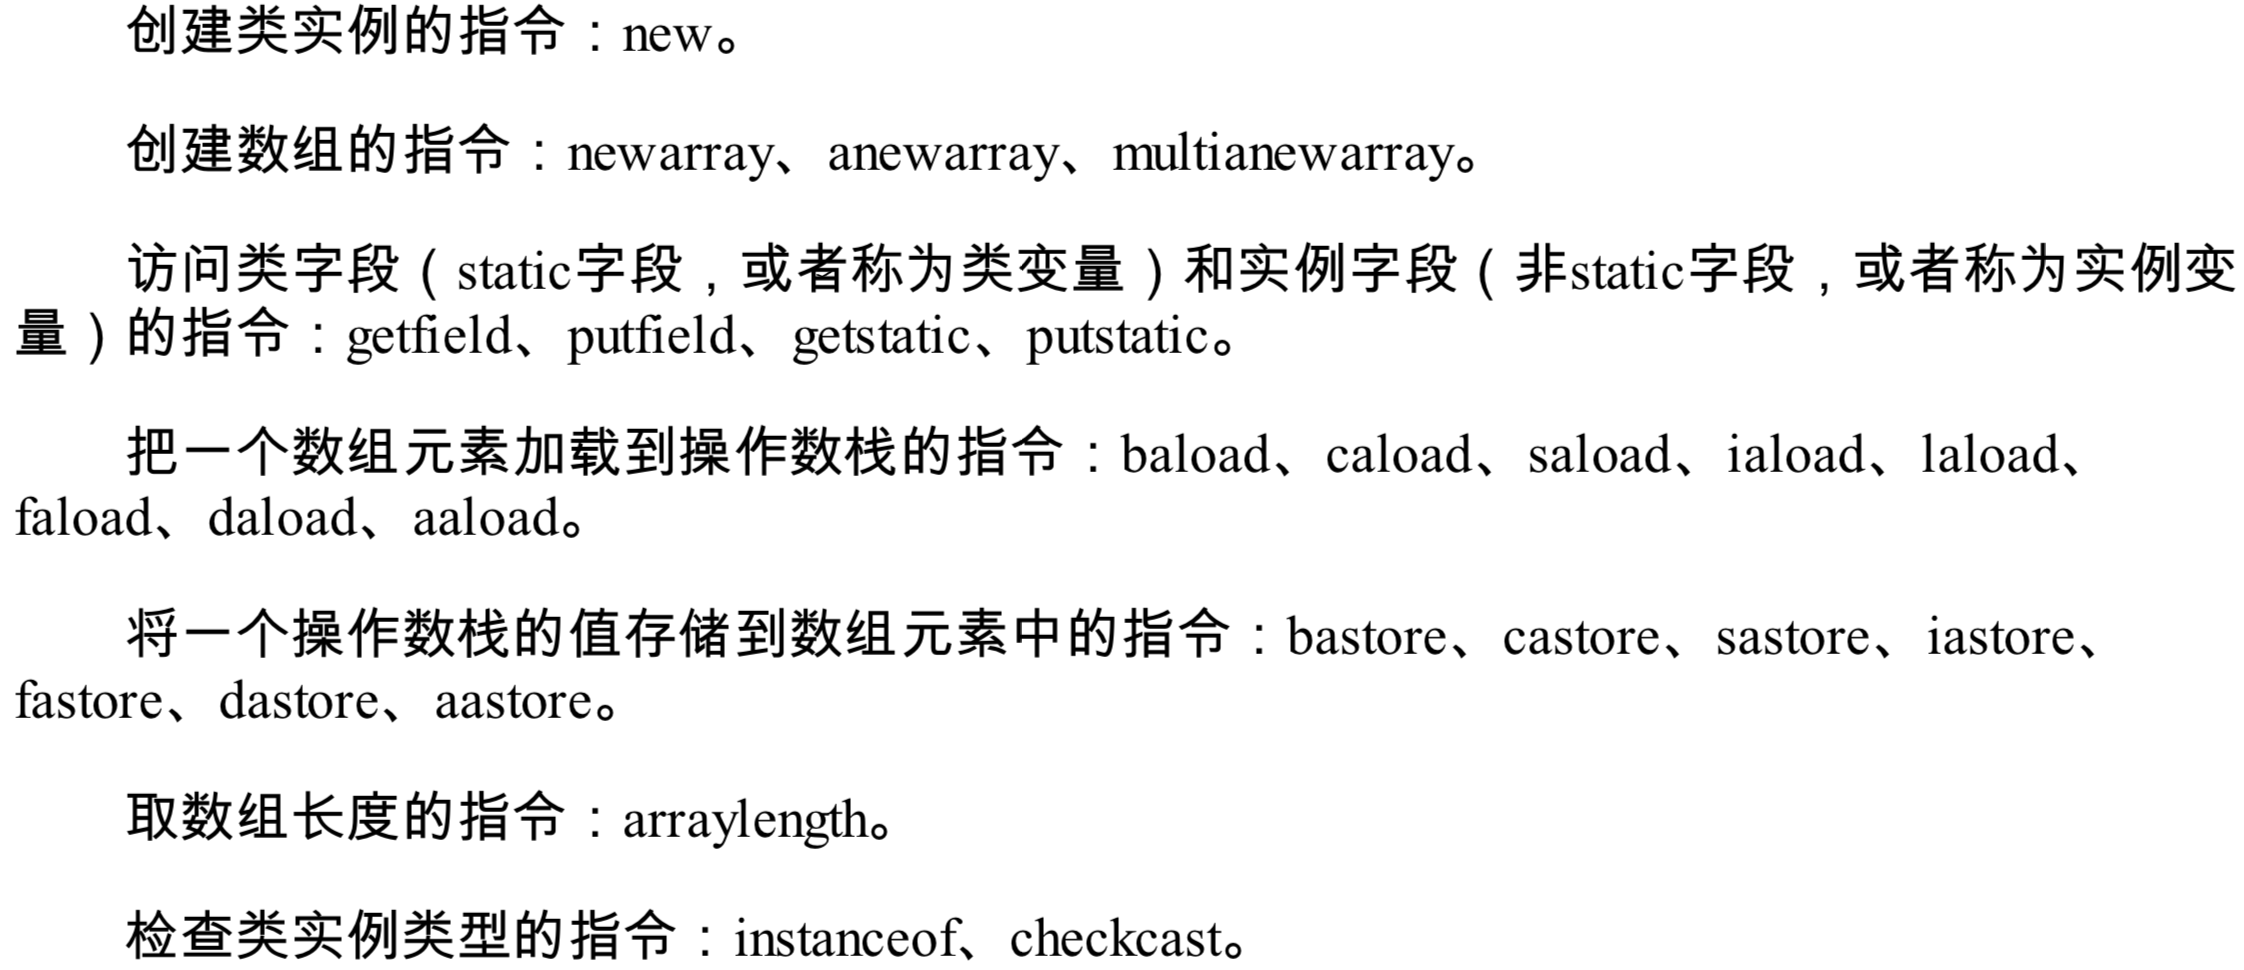 创建类实例的指令：new。
创建数组的指令：newarray、anewarray、multianewarray。
访问类字段（static字段，或者称为类变量）和实例字段（非static字段，或者称为实例变
量）的指令：getfield、putfield、getstatic、putstatic。
把一个数组元素加载到操作数栈的指令：baload、caload、saload、iaload、laload、
faload、daload、aaload。
将一个操作数栈的值存储到数组元素中的指令：bastore、castore、sastore、iastore、
fastore、dastore、aastore。
取数组长度的指令：arraylength。
检查类实例类型的指令：instanceof、checkcast。